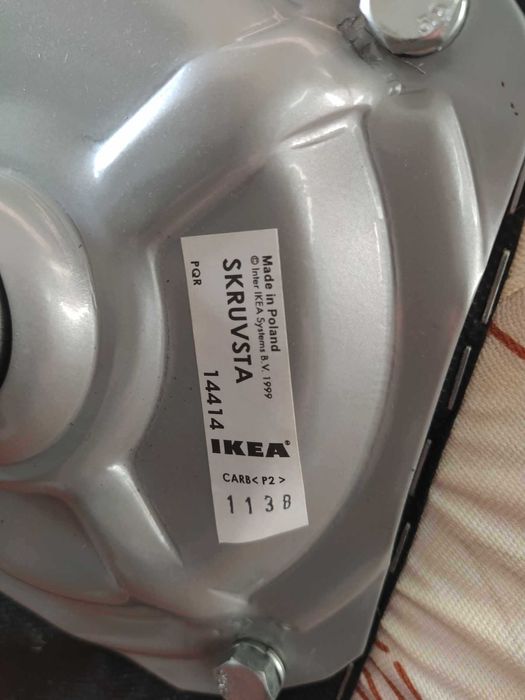 Made in Poland
© Inter IKEA Systems B.V. 1999
SKRUVSTA
PQR
14414
IKEA®
CARB< P2 >
1138